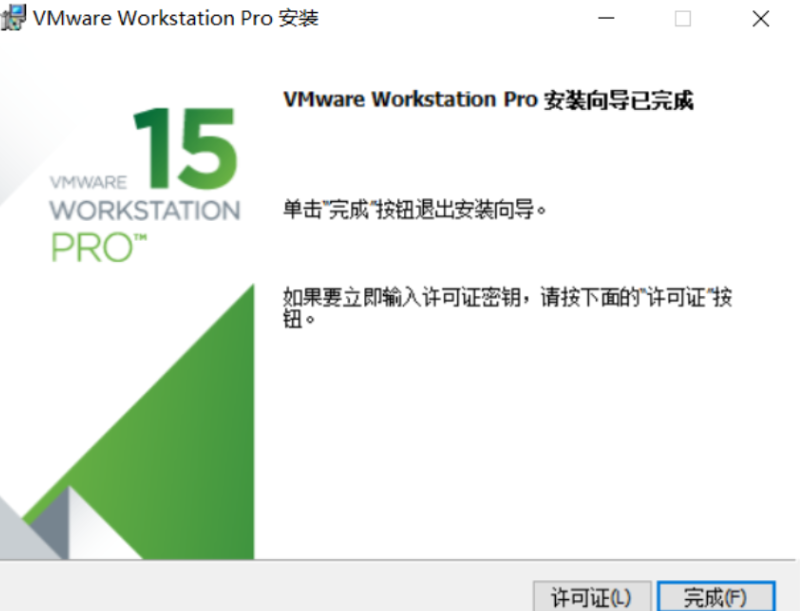 VMware Workstation Pro 安装
VMware Workstation Pro 安装向导已完成
15
VMWARE
WORKSTATION
PRO™
单击"完成"按钮退出安装向导。
如果要立即输入许可证密钥，请按下面的"许可证"按
钮。
许可证(L)
完成(F)